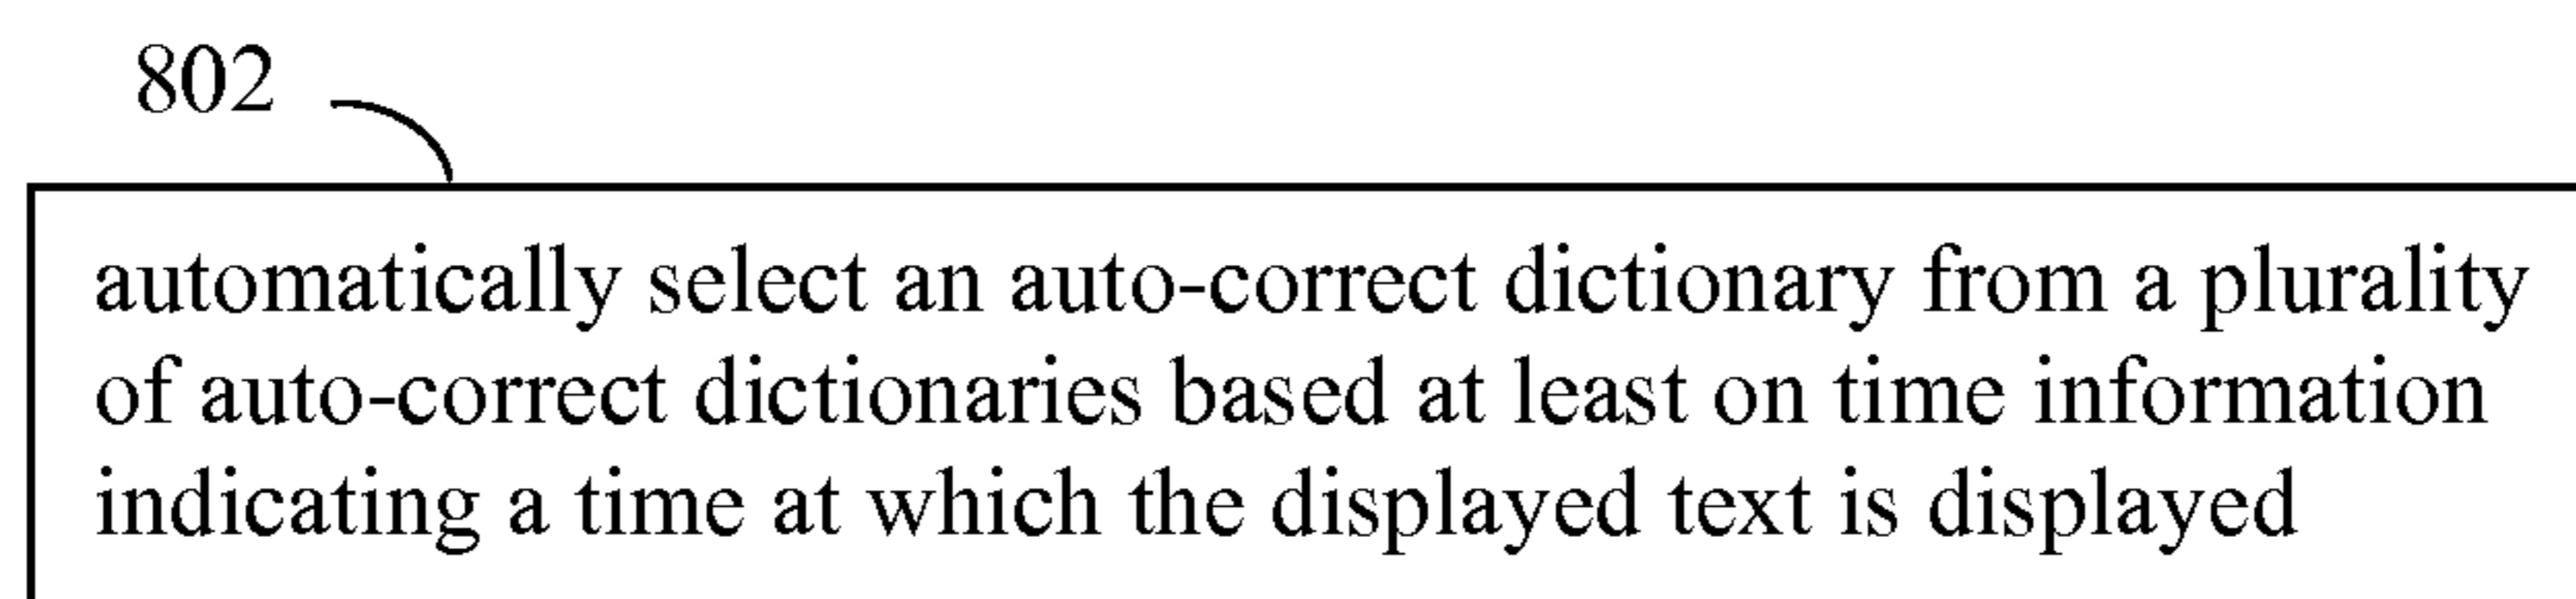 802
automatically select an auto-correct dictionary from a plurality
of auto-correct dictionaries based at least on time information
indicating a time at which the displayed text is displayed